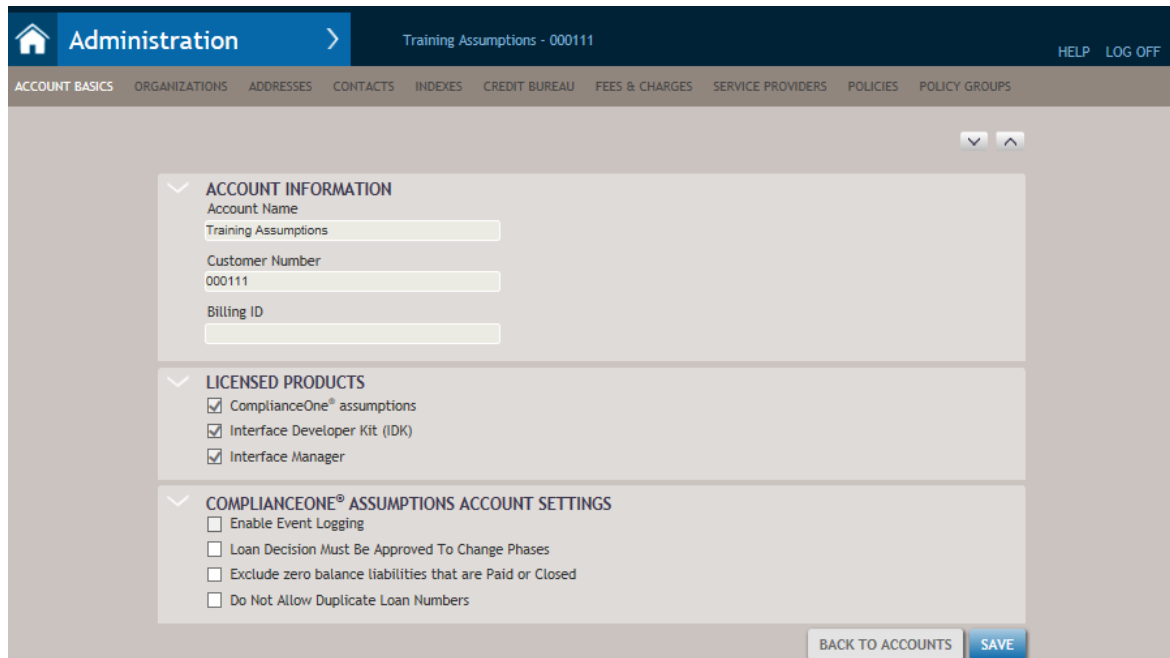 Administration
Training Assumptions - 000111
HELP LOG OFF
ACCOUNT BASICS ORGANIZATIONS ADDRESSES CONTACTS INDEXES CREDIT BUREAU FEES & CHARGES SERVICE PROVIDERS POLICIES POLICY GROUPS
ACCOUNT INFORMATION
Account Name
Training Assumptions
Customer Number
000111
Billing ID
LICENSED PRODUCTS
ComplianceOne® assumptions
Interface Developer Kit (IDK)
Interface Manager
COMPLIANCEONE® ASSUMPTIONS ACCOUNT SETTINGS
Enable Event Logging
Loan Decision Must Be Approved To Change Phases
Exclude zero balance liabilities that are Paid or Closed
Do Not Allow Duplicate Loan Numbers
BACK TO ACCOUNTS SAVE